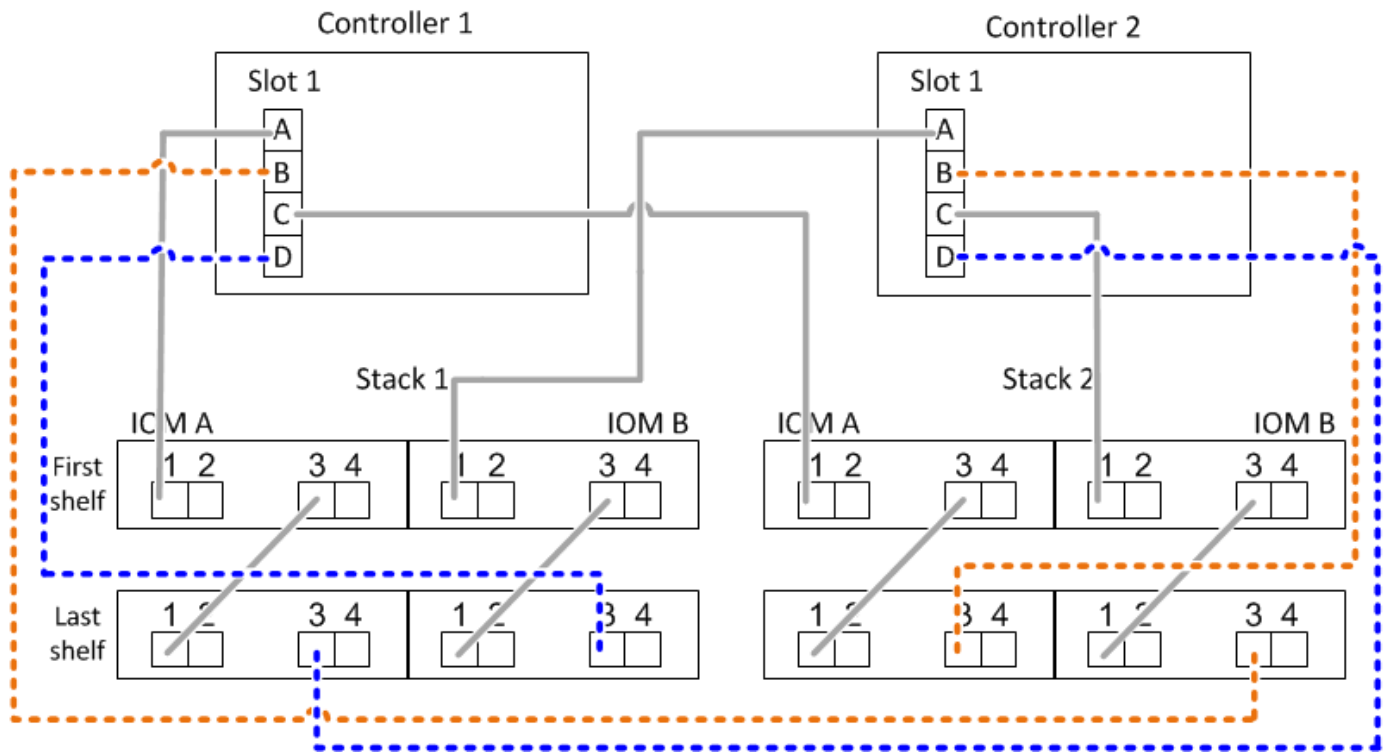 Controller 1
Controller 2
Slot 1
Slot 1
A
A
B
B
C
C
D
D
Stack 1
Stack 2
IOM A
IOM B
IOM A
IOM B
First shelf
1 2 3 4 1 2 3 4 1 2 3 4 1 2 3 4
Last shelf
1 2 3 4 1 2 3 4 1 2 3 4 1 2 3 4